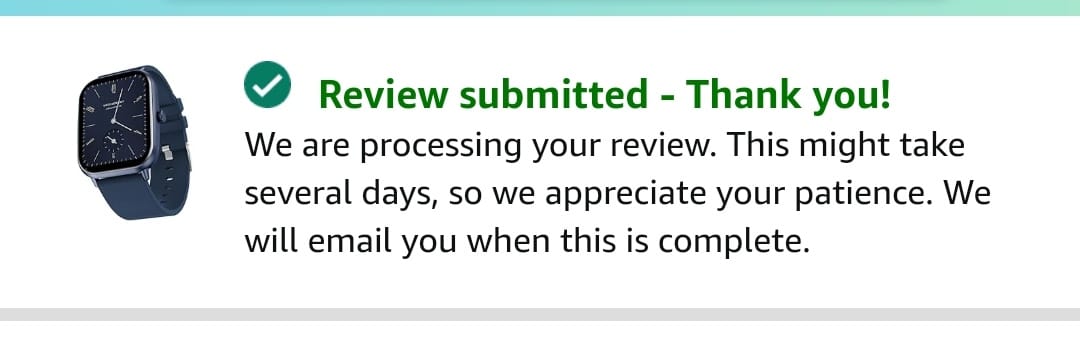 Review submitted - Thank you!
We are processing your review. This might take
several days, so we appreciate your patience. We
will email you when this is complete.